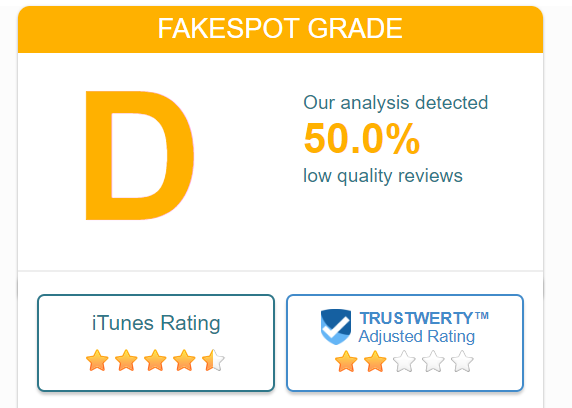 FAKESPOT GRADE
D
Our analysis detected
50.0%
low quality reviews
iTunes Rating
TRUSTWERTY™
Adjusted Rating